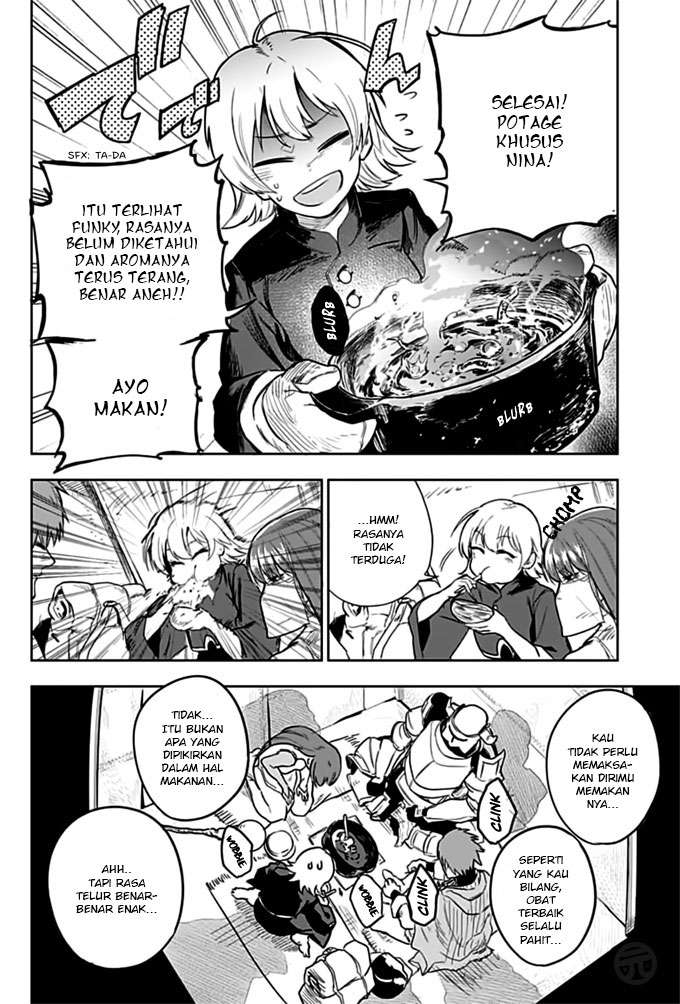 SELESAI!
POTAGE
KHUSUS
NINA!
SFX: TA-DA
ITU TERLIHAT
FUNKY, RASANYA
BELUM DIKETAHUI
DAN AROMANYA
TERUS TERANG,
BENAR ANEH!!
AYO
MAKAN!
BLURB
BLURB
CHOMP
...HMM!
RASANYA
TIDAK
TERDUGA!
KAU
TIDAK PERLU
MEMAKSA-
KAN DIRIMU
MEMAKAN
NYA...
TIDAK...
ITU BUKAN
APA YANG
DIPIKIRKAN
DALAM HAL
MAKANAN...
CLINK
CLINK
WOBBLE
WOBBLE
SEPERTI
YANG KAU
BILANG,
OBAT
TERBAIK
SELALU
PAHIT...
AHH..
TAPI RASA
TELUR BENAR-
BENAR ENAK...